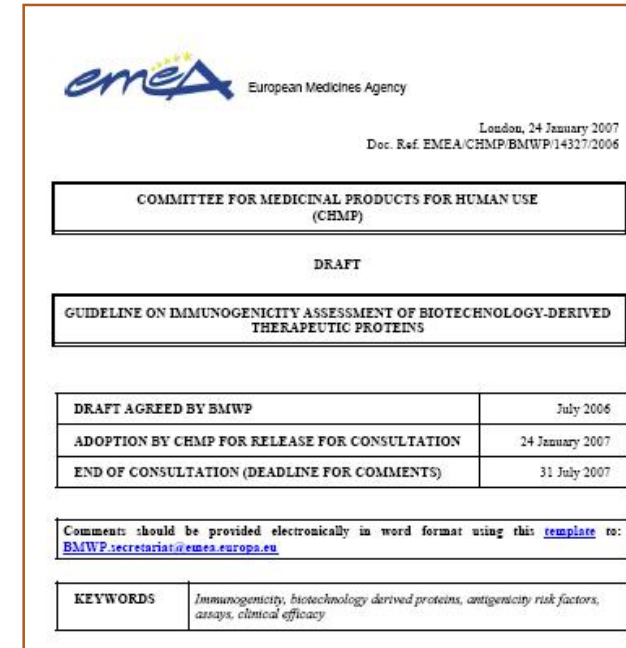 emeA European Medicines Agency
London, 24 January 2007
Doc. Ref. EMEA/CHMP/BMWP/14327/2006
COMMITTEE FOR MEDICINAL PRODUCTS FOR HUMAN USE
(CHMP)
DRAFT
GUIDELINE ON IMMUNOGENICITY ASSESSMENT OF BIOTECHNOLOGY-DERIVED
THERAPEUTIC PROTEINS
DRAFT AGREED BY BMWP July 2006
ADOPTION BY CHMP FOR RELEASE FOR CONSULTATION 24 January 2007
END OF CONSULTATION (DEADLINE FOR COMMENTS) 31 July 2007
Comments should be provided electronically in word format using this template to:
BMWP.secretariat@emea.europa.eu
KEYWORDS Immunogenicity, biotechnology derived proteins, antigenicity risk factors,
assays, clinical efficacy